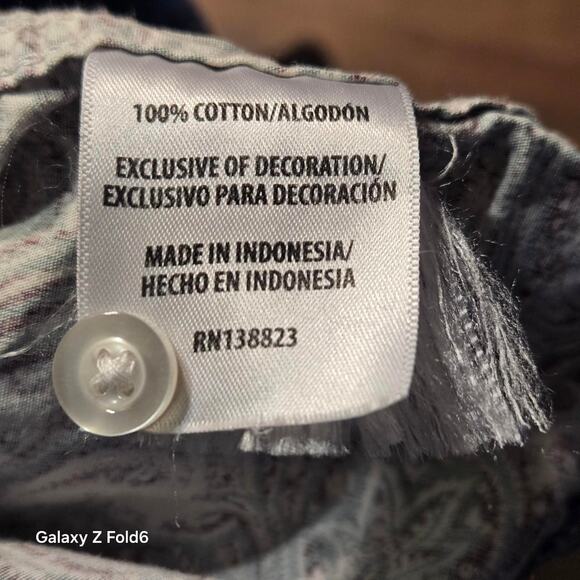 100% COTTON/ALGODÓN
EXCLUSIVE OF DECORATION/
EXCLUSIVO PARA DECORACIÓN
MADE IN INDONESIA/
HECHO EN INDONESIA
RN138823
Galaxy Z Fold6